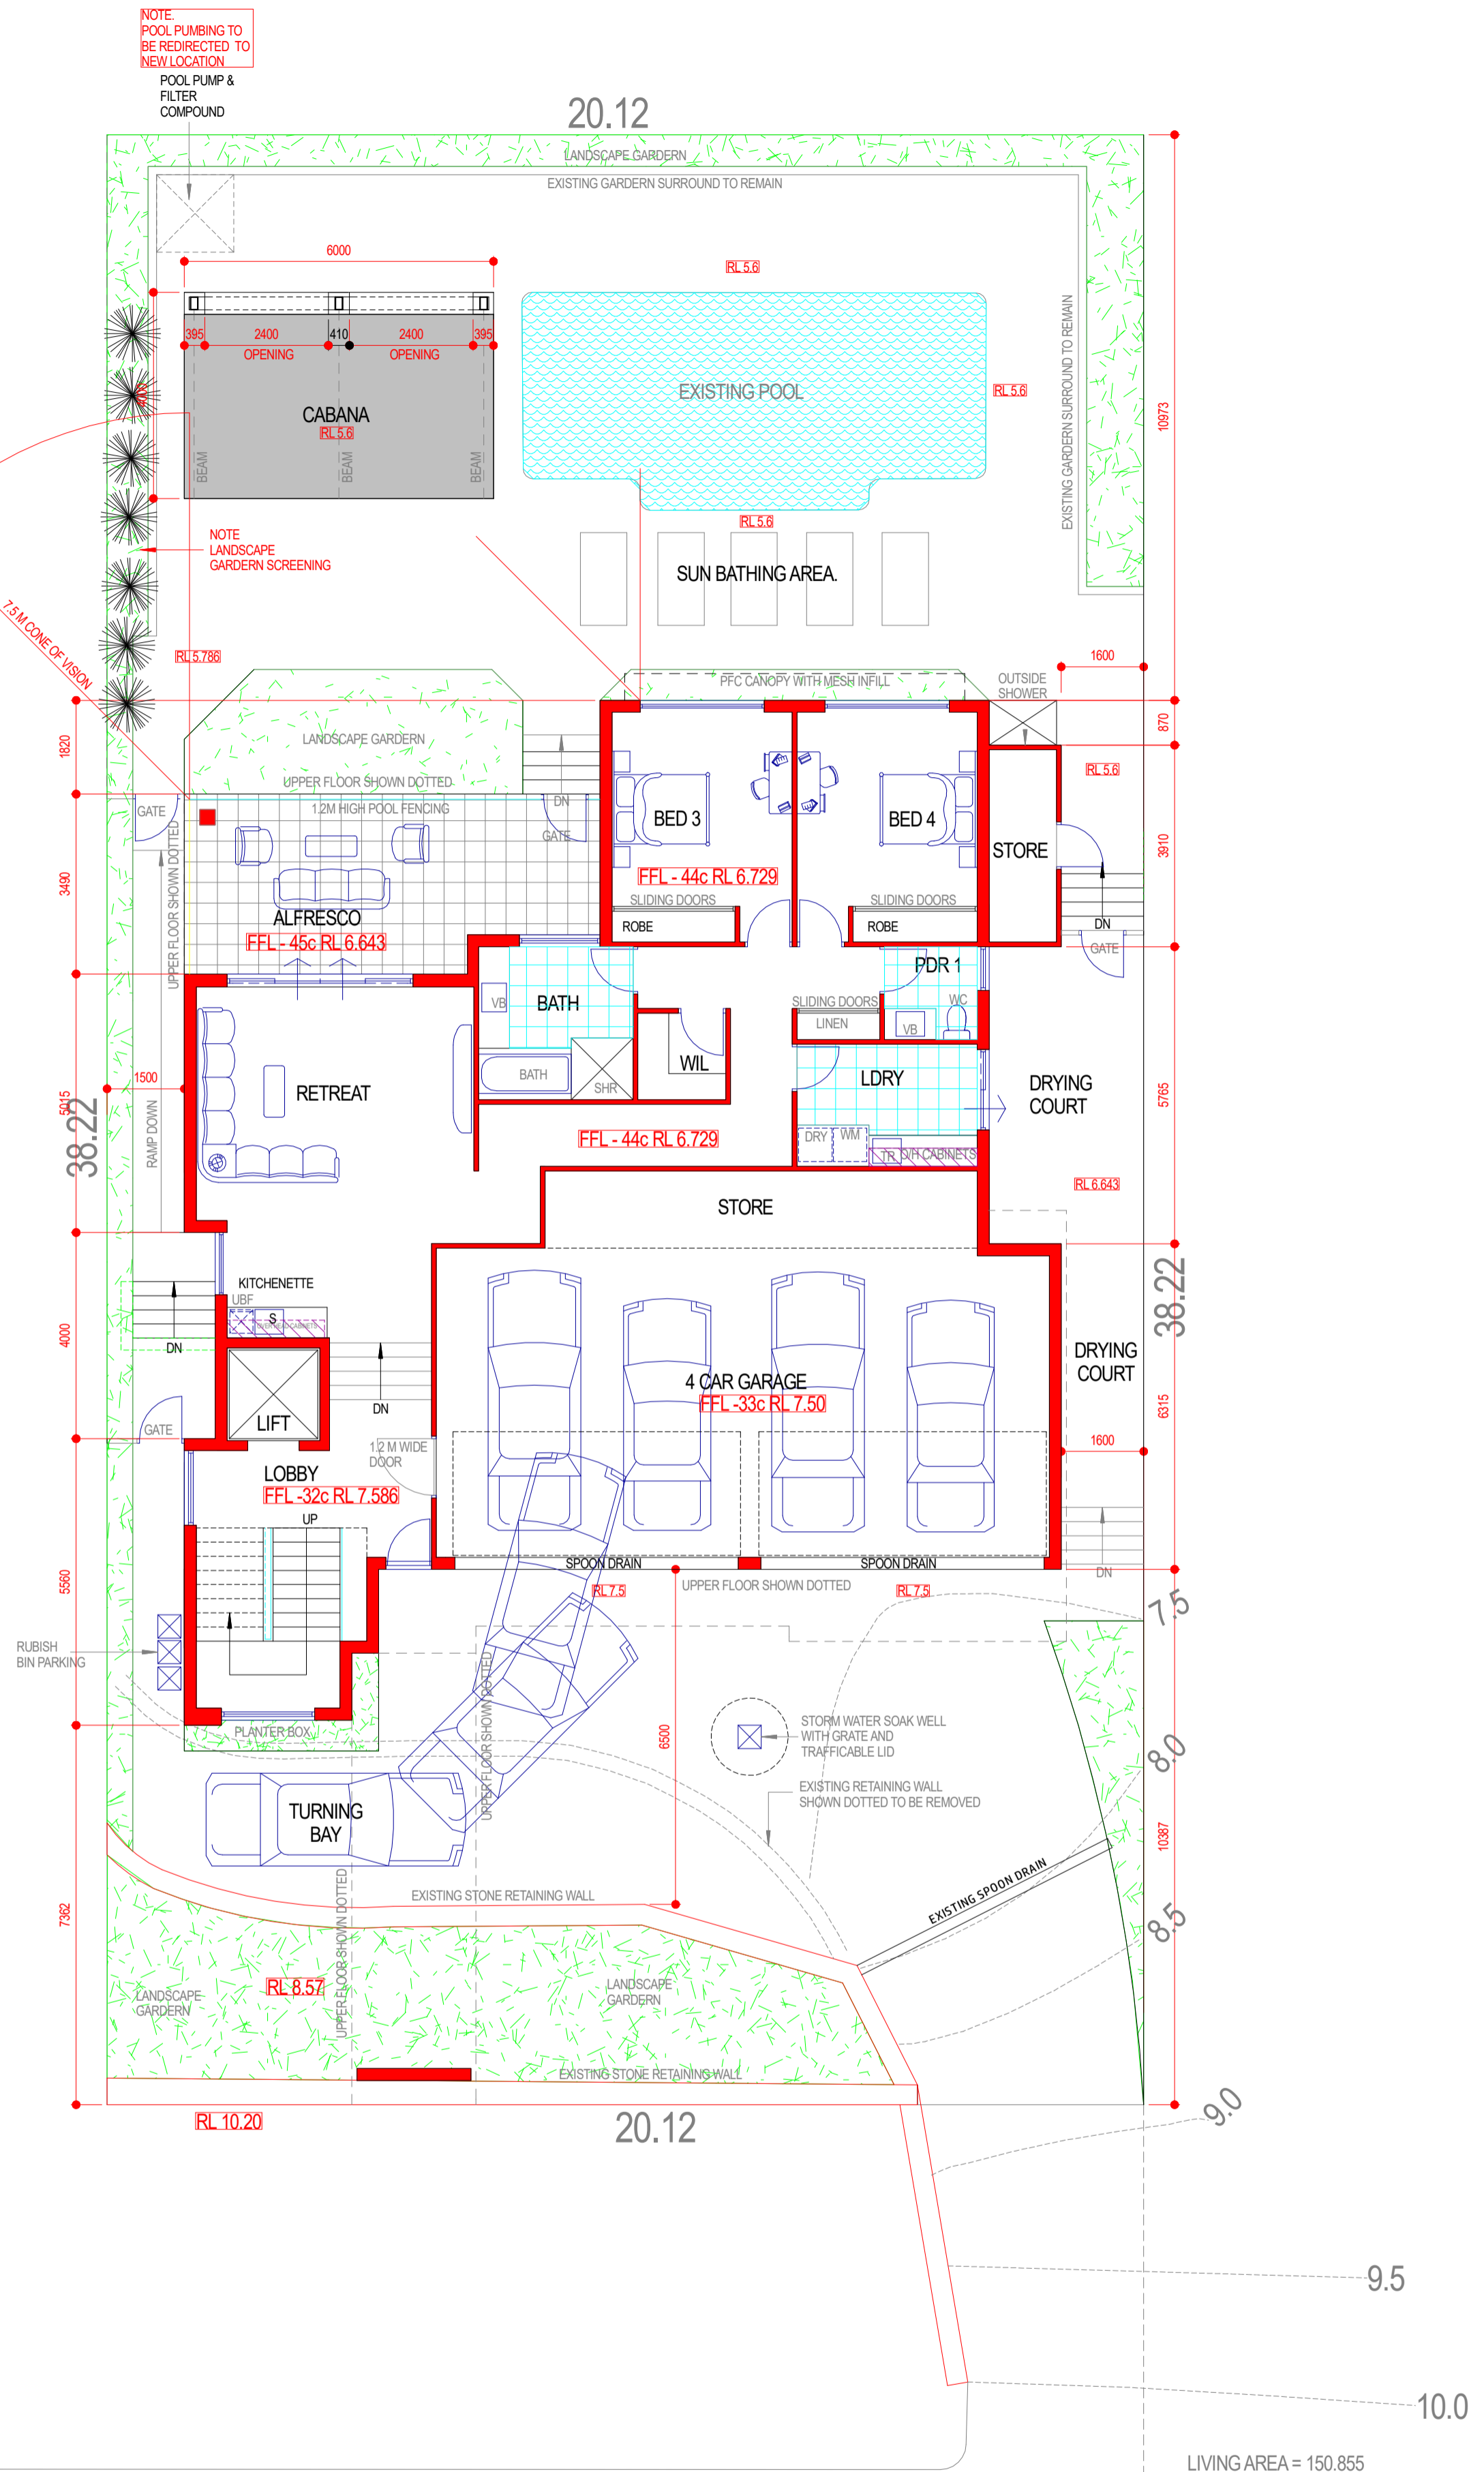 NOTE.
POOL PUMBING TO
BE REDIRECTED TO
NEW LOCATION
POOL PUMP &
FILTER
COMPOUND
20.12
LANDSCAPE GARDERN
EXISTING GARDERN SURROUND TO REMAIN
6000
RL 5.6
395
2400
410
2400
395
OPENING
OPENING
4000
EXISTING POOL
RL 5.6
EXISTING GARDERN SURROUND TO REMAIN
10973
CABANA
RL 5.6
BEAM
BEAM
BEAM
RL 5.6
NOTE
LANDSCAPE
GARDERN SCREENING
SUN BATHING AREA.
7.5 M CONE OF VISION
RL 5.786
1600
PFC CANOPY WITH MESH INFILL
OUTSIDE
SHOWER
870
1820
LANDSCAPE GARDERN
UPPER FLOOR SHOWN DOTTED
RL 5.6
GATE
1.2M HIGH POOL FENCING
DN
GATE
BED 3
BED 4
STORE
3910
UPPER FLOOR SHOWN DOTTED
3490
FFL - 44c RL 6.729
SLIDING DOORS
SLIDING DOORS
ALFRESCO
FFL - 45c RL 6.643
ROBE
ROBE
DN
GATE
PDR 1
VB
BATH
SLIDING DOORS
LINEN
WC
VB
WIL
BATH
SHR
LDRY
DRYING
COURT
1500
RETREAT
5015
38.22
RAMP DOWN
5765
FFL - 44c RL 6.729
DRY
WM
TR
O/H CABINETS
RL 6.643
STORE
KITCHENETTE
UBF
S
OVER HEAD CABINETS
38.22
4000
DN
DRYING
COURT
4 CAR GARAGE
FFL -33c RL 7.50
DN
LIFT
6315
GATE
1.2 M WIDE
DOOR
1600
LOBBY
FFL -32c RL 7.586
UP
SPOON DRAIN
SPOON DRAIN
DN
5560
RL 7.5
UPPER FLOOR SHOWN DOTTED
RL 7.5
7.5
RUBISH
BIN PARKING
UPPER FLOOR SHOWN DOTTED
PLANTER BOX
6500
STORM WATER SOAK WELL
WITH GRATE AND
TRAFFICABLE LID
8.0
EXISTING RETAINING WALL
SHOWN DOTTED TO BE REMOVED
TURNING
BAY
10387
EXISTING SPOON DRAIN
EXISTING STONE RETAINING WALL
7362
8.5
UPPER FLOOR SHOWN DOTTED
RL 8.57
LANDSCAPE
GARDERN
LANDSCAPE
GARDERN
EXISTING STONE RETAINING WALL
RL 10.20
20.12
9.0
9.5
10.0
LIVING AREA = 150.855